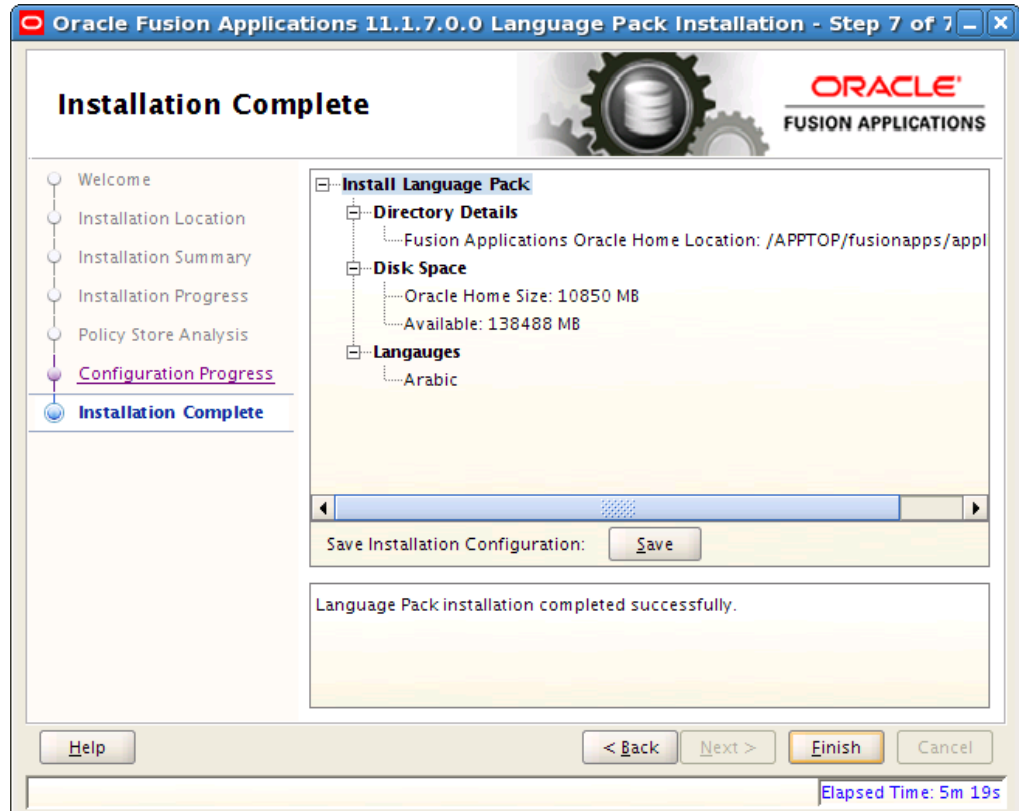 Oracle Fusion Applications 11.1.7.0.0 Language Pack Installation - Step 7 of 7
Installation Complete
ORACLE
FUSION APPLICATIONS
Welcome
Installation Location
Installation Summary
Installation Progress
Policy Store Analysis
Configuration Progress
Installation Complete
Install Language Pack
Directory Details
Fusion Applications Oracle Home Location: /APPTOP/fusionapps/appl
Disk Space
Oracle Home Size: 10850 MB
Available: 138488 MB
Langauges
Arabic
Save Installation Configuration: Save
Language Pack installation completed successfully.
Help < Back Next > Finish Cancel
Elapsed Time: 5m 19s